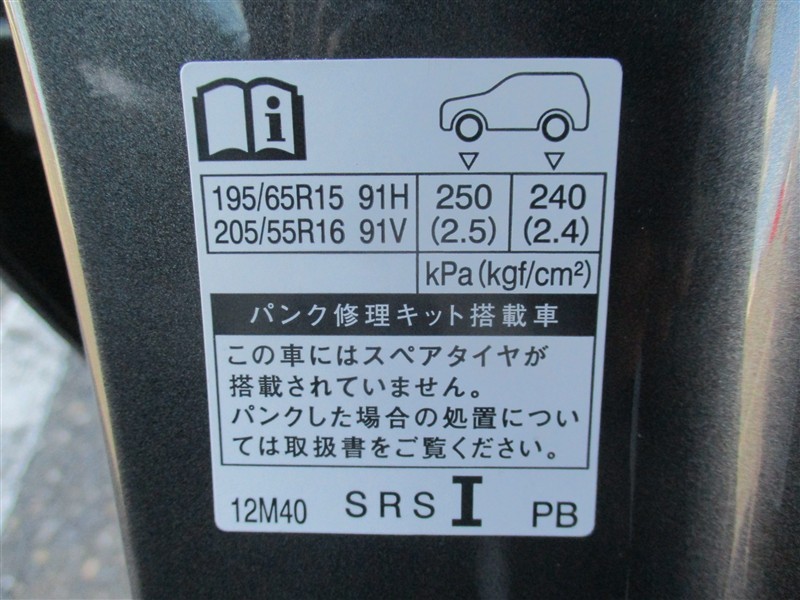 195/65R15 91H 250 240
205/55R16 91V (2.5) (2.4)
kPa(kgf/cm²)
パンク修理キット搭載車
この車にはスペアタイヤが
搭載されていません。
パンクした場合の処置につい
ては取扱書をご覧ください。
12M40 SRS I PB